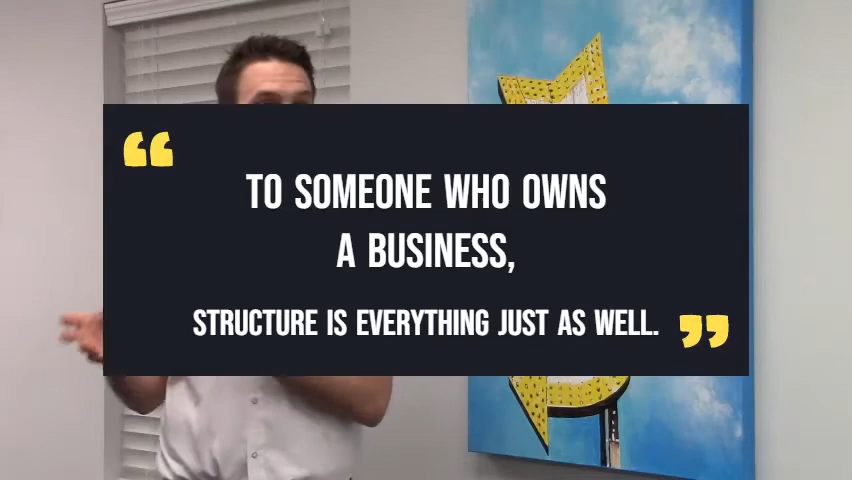 “
TO SOMEONE WHO OWNS
A BUSINESS,
STRUCTURE IS EVERYTHING JUST AS WELL.
”